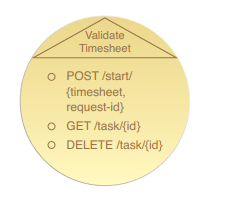 Validate
Timesheet
POST /start/
{timesheet,
request-id}
GET /task/{id}
DELETE /task/{id}